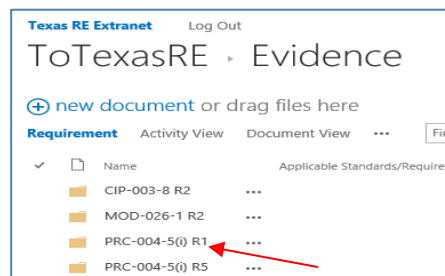 Texas RE Extranet Log Out
ToTexasRE ▸ Evidence
⊕ new document or drag files here
Requirement Activity View Document View ••• Fi
✓ Name Applicable Standards/Require
CIP-003-8 R2 •••
MOD-026-1 R2 •••
PRC-004-5(i) R1 •••
PRC-004-5(i) R5 •••